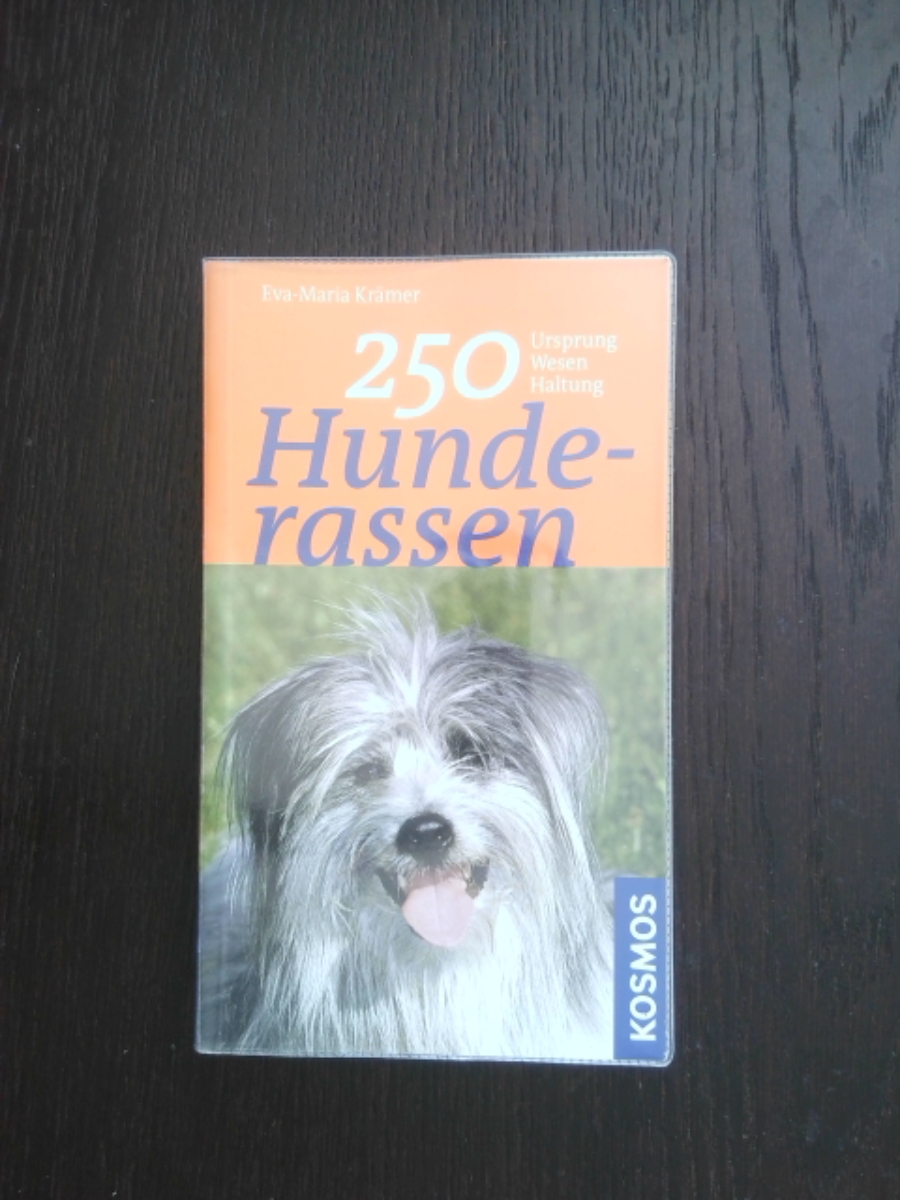 Eva-Maria Krämer
250
Ursprung
Wesen
Haltung
Hunde-
rassen
KOSMOS